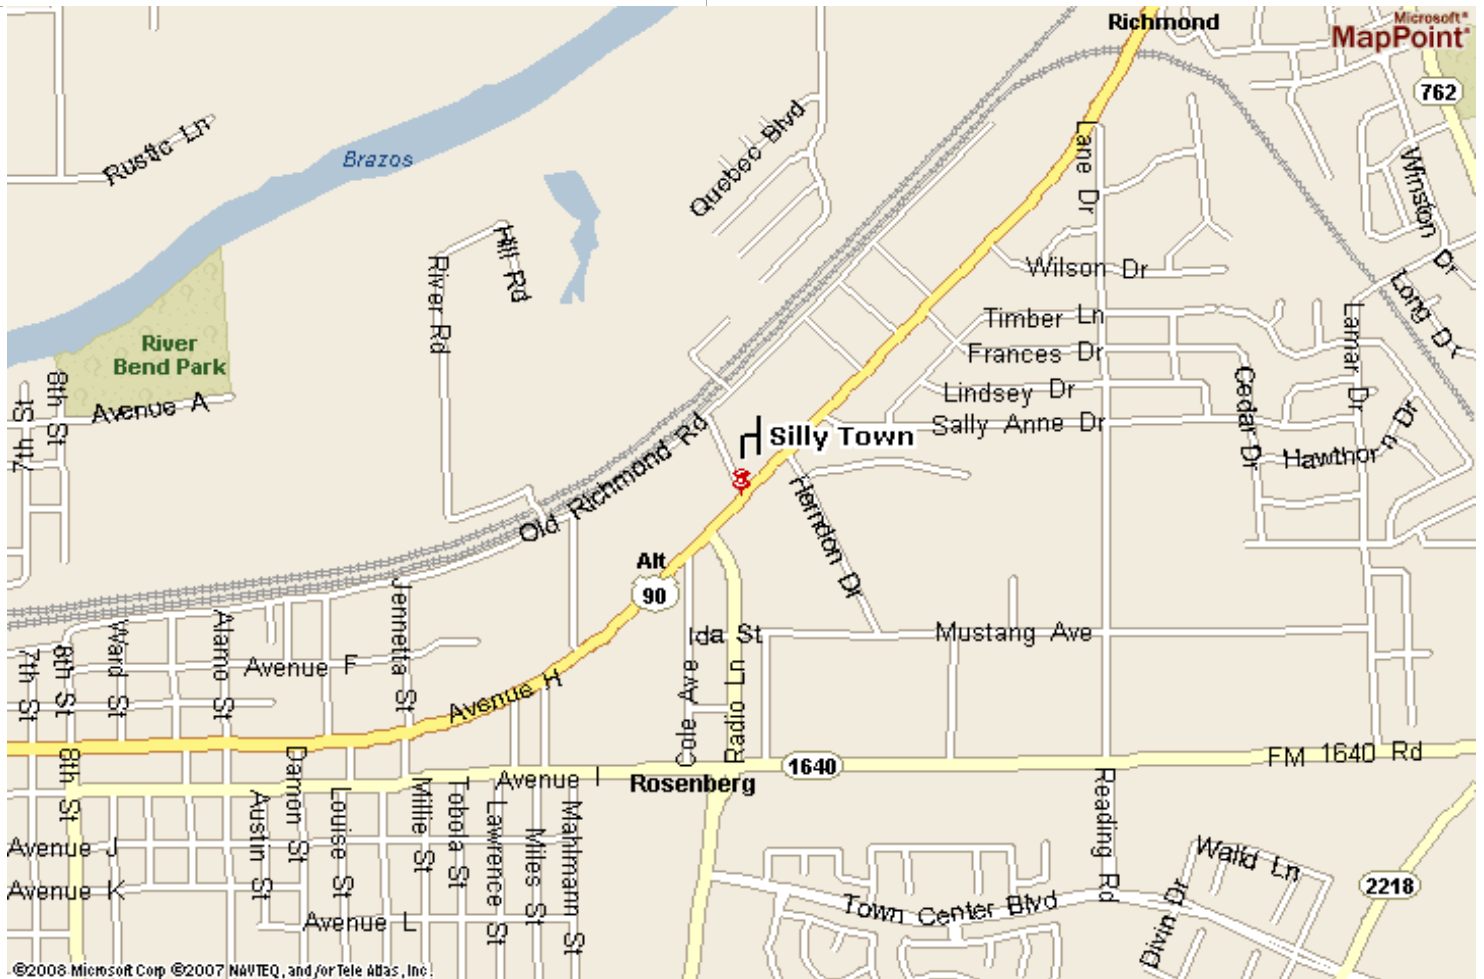 Richmond
Microsoft®
MapPoint®
762
Rustic Ln
Brazos
Quebec Blvd
Lane Dr
Winston Dr
Hill Rd
River Rd
Wilson Dr
Long Dr
Timber Ln
Lamar Dr
River
Bend Park
Frances Dr
Lindsey Dr
Cedar Dr
7th St
8th St
Avenue A
Sally Anne Dr
Silly Town
Hawthorn Dr
Old Richmond Rd
Herndon Dr
Alt
90
Jennetta St
Ida St
Mustang Ave
7th St
8th St
Ward St
Alamo St
Avenue F
Avenue H
Cole Ave
Radio Ln
8th St
Damon St
Avenue I
Rosenberg
1640
FM 1640 Rd
Austin St
Louise St
Millie St
Tobola St
Lawrence St
Miles St
Mahmann St
Reading Rd
Avenue J
Walid Ln
Avenue K
2218
Avenue L
Town Center Blvd
Divin Dr
©2008 Microsoft Corp ©2007 NAVTEQ, and/or Tele Atlas, Inc.